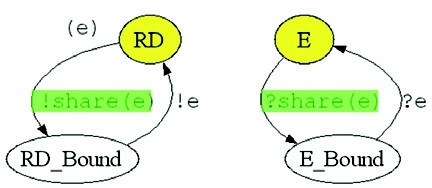 (e)
RD
E
!share(e)
!e
?share(e)
?e
RD_Bound
E_Bound